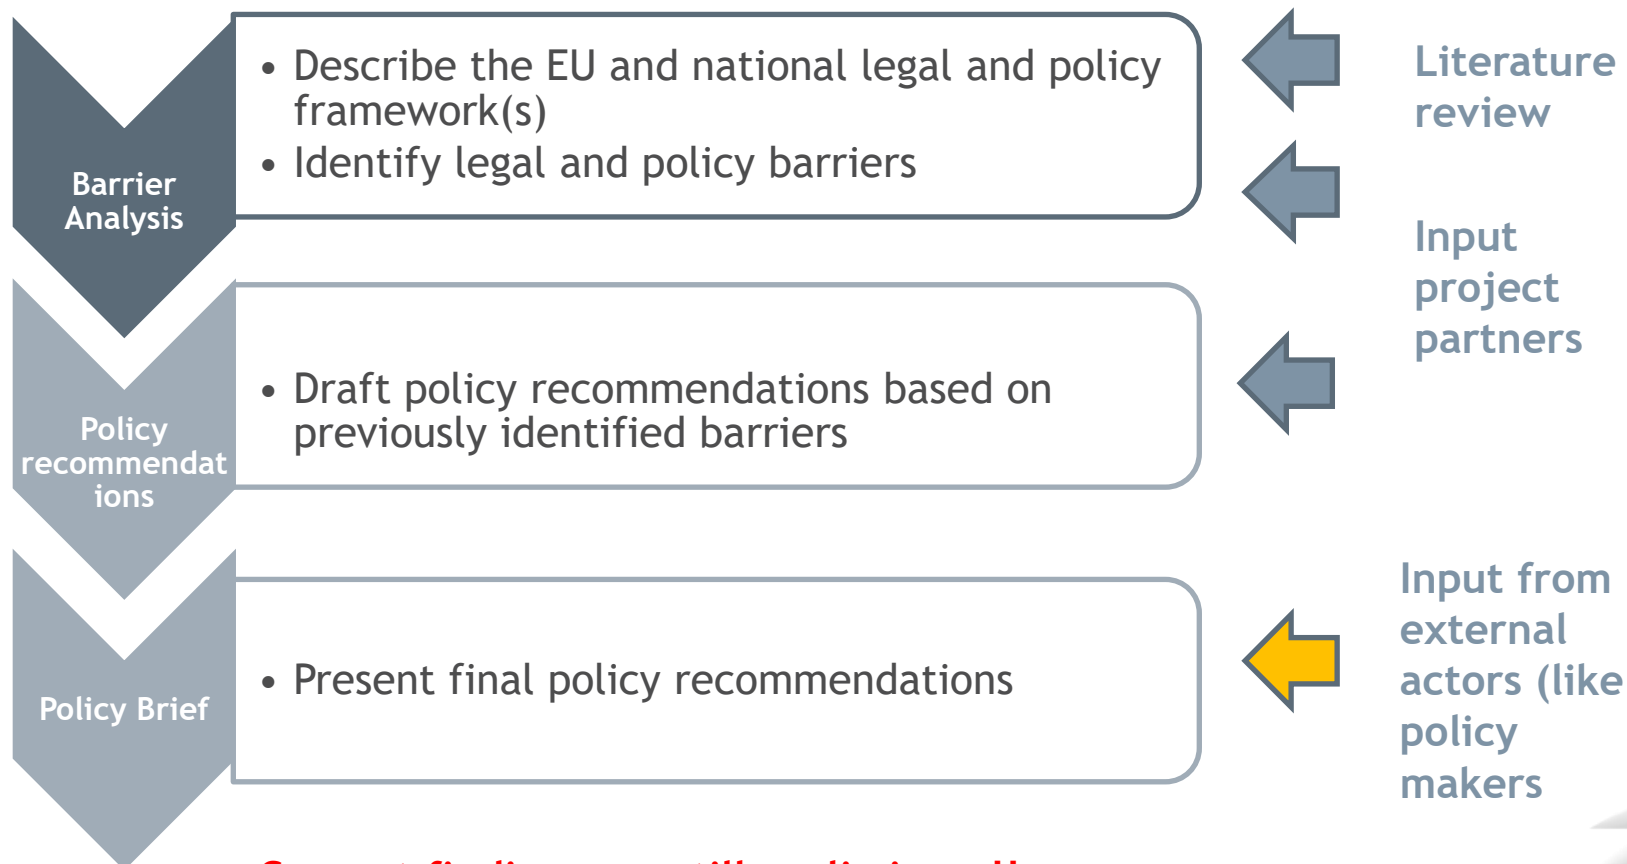 Barrier
Analysis
• Describe the EU and national legal and policy
framework(s)
• Identify legal and policy barriers
Literature
review
Input
project
partners
Policy
recommendat
ions
• Draft policy recommendations based on
previously identified barriers
Policy Brief
• Present final policy recommendations
Input from
external
actors (like
policy
makers